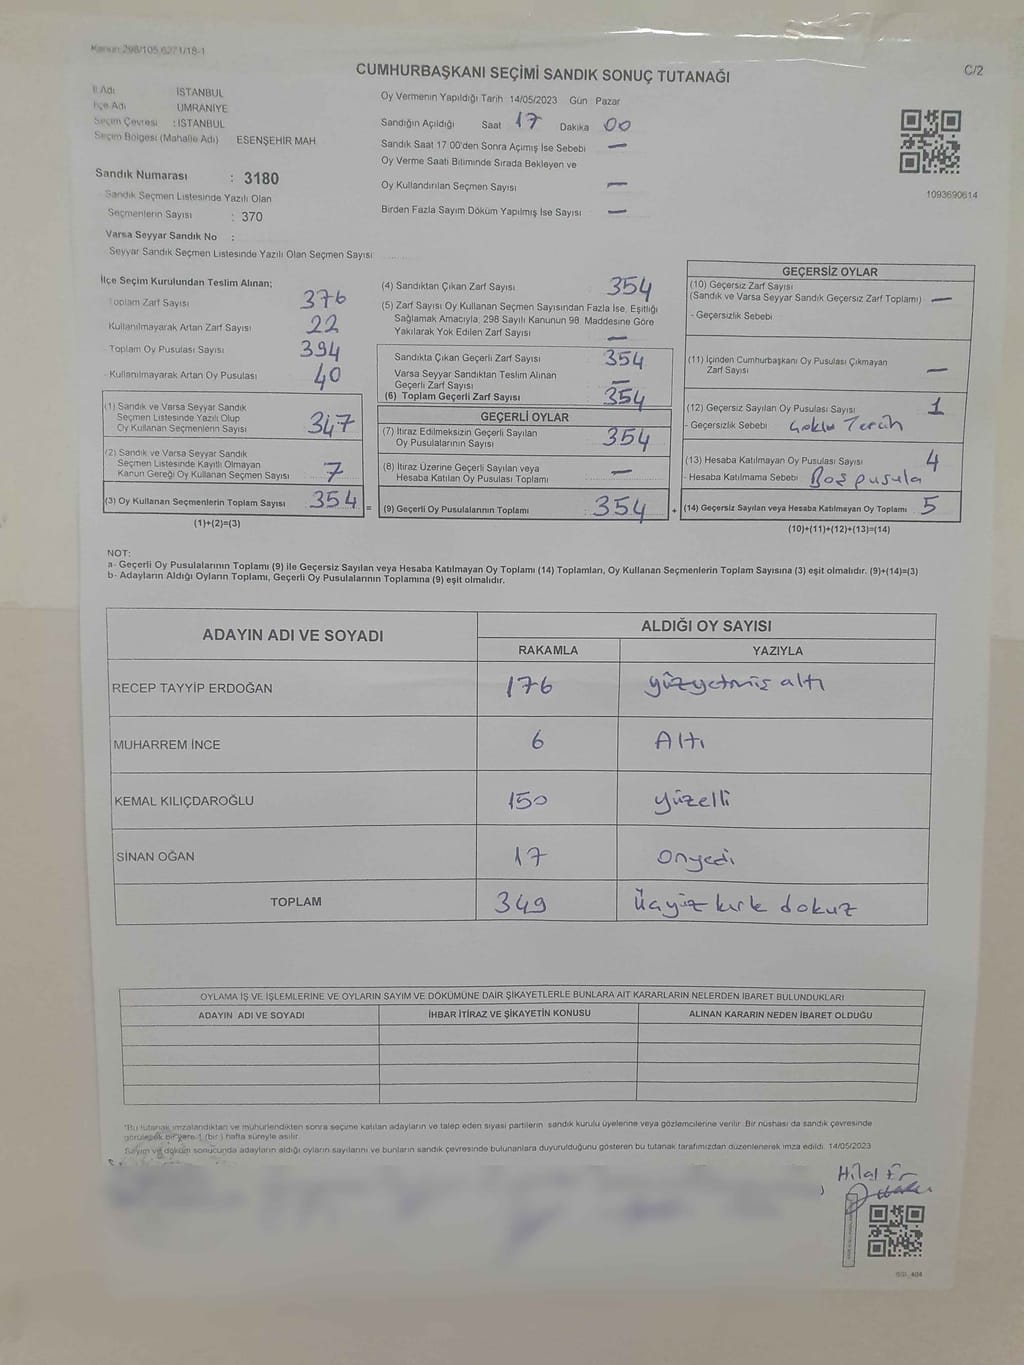 Kanun:298/105,6271/18-1
CUMHURBAŞKANI SEÇİMİ SANDIK SONUÇ TUTANAĞI
C/2
İl Adı İSTANBUL
İlçe Adı ÜMRANİYE
Seçim Çevresi : İSTANBUL
Seçim Bölgesi (Mahalle Adı) ESENŞEHİR MAH
Sandık Numarası : 3180
Sandık Seçmen Listesinde Yazılı Olan
Seçmenlerin Sayısı : 370
Varsa Seyyar Sandık No :
Seyyar Sandık Seçmen Listesinde Yazılı Olan Seçmen Sayısı
Oy Vermenin Yapıldığı Tarih 14/05/2023 Gün Pazar
Sandığın Açıldığı Saat 17 Dakika 00
Sandık Saat 17.00'den Sonra Açımış İse Sebebi —
Oy Verme Saati Bitiminde Sırada Bekleyen ve
Oy Kullandırılan Seçmen Sayısı —
Birden Fazla Sayım Döküm Yapılmış İse Sayısı —
1093690614
İlçe Seçim Kurulundan Teslim Alınan;
Toplam Zarf Sayısı 376
Kullanılmayarak Artan Zarf Sayısı 22
- Toplam Oy Pusulası Sayısı 394
- Kullanılmayarak Artan Oy Pusulası 40
(1) Sandık ve Varsa Seyyar Sandık
Seçmen Listesinde Yazılı Olup
Oy Kullanan Seçmenlerin Sayısı 347
(2) Sandık ve Varsa Seyyar Sandık
Seçmen Listesinde Kayıtlı Olmayan
Kanun Gereği Oy Kullanan Seçmen Sayısı 7
(3) Oy Kullanan Seçmenlerin Toplam Sayısı 354 =
(1)+(2)=(3)
(4) Sandıktan Çıkan Zarf Sayısı 354
(5) Zarf Sayısı Oy Kullanan Seçmen Sayısından Fazla İse, Eşitliği
Sağlamak Amacıyla, 298 Sayılı Kanunun 98. Maddesine Göre
Yakılarak Yok Edilen Zarf Sayısı —
Sandıkta Çıkan Geçerli Zarf Sayısı 354
Varsa Seyyar Sandıktan Teslim Alınan
Geçerli Zarf Sayısı —
(6) Toplam Geçerli Zarf Sayısı 354
GEÇERLİ OYLAR
(7) İtiraz Edilmeksizin Geçerli Sayılan
Oy Pusulalarının Sayısı 354
(8) İtiraz Üzerine Geçerli Sayılan veya
Hesaba Katılan Oy Pusulası Toplamı —
(9) Geçerli Oy Pusulalarının Toplamı : 354 +
GEÇERSİZ OYLAR
(10) Geçersiz Zarf Sayısı
(Sandık ve Varsa Seyyar Sandık Geçersiz Zarf Toplamı) —
- Geçersizlik Sebebi
(11) İçinden Cumhurbaşkanı Oy Pusulası Çıkmayan
Zarf Sayısı —
(12) Geçersiz Sayılan Oy Pusulası Sayısı 1
- Geçersizlik Sebebi Çoklu Tercih
(13) Hesaba Katılmayan Oy Pusulası Sayısı 4
- Hesaba Katılmama Sebebi Boş pusula
(14) Geçersiz Sayılan veya Hesaba Katılmayan Oy Toplamı 5
(10)+(11)+(12)+(13)=(14)
NOT:
a- Geçerli Oy Pusulalarının Toplamı (9) ile Geçersiz Sayılan veya Hesaba Katılmayan Oy Toplamı (14) Toplamları, Oy Kullanan Seçmenlerin Toplam Sayısına (3) eşit olmalıdır. (9)+(14)=(3)
b- Adayların Aldığı Oyların Toplamı, Geçerli Oy Pusulalarının Toplamına (9) eşit olmalıdır.
ADAYIN ADI VE SOYADI ALDIĞI OY SAYISI
RAKAMLA YAZIYLA
RECEP TAYYİP ERDOĞAN 176 yüzyetmiş altı
MUHARREM İNCE 6 Altı
KEMAL KILIÇDAROĞLU 150 yüzelli
SİNAN OĞAN 17 onyedi
TOPLAM 349 Üçyüz kırk dokuz
OYLAMA İŞ VE İŞLEMLERİNE VE OYLARIN SAYIM VE DÖKÜMÜNE DAİR ŞİKAYETLERLE BUNLARA AİT KARARLARIN NELERDEN İBARET BULUNDUKLARI
ADAYIN ADI VE SOYADI İHBAR İTİRAZ VE ŞİKAYETİN KONUSU ALINAN KARARIN NEDEN İBARET OLDUĞU
*Bu tutanak imzalandıktan ve mühürlendikten sonra seçime katılan adayların ve talep eden siyasi partilerin sandık kurulu üyelerine veya gözlemcilerine verilir. Bir nüshası da sandık çevresinde
görülebilecek bir yere 1 (bir) hafta süreyle asılır.
Sayım ve döküm sonucunda adayların aldığı oyların sayılarını ve bunların sandık çevresinde bulunanlara duyurulduğunu gösteren bu tutanak tarafımızdan düzenlenerek imza edildi. 14/05/2023
Hilal Er